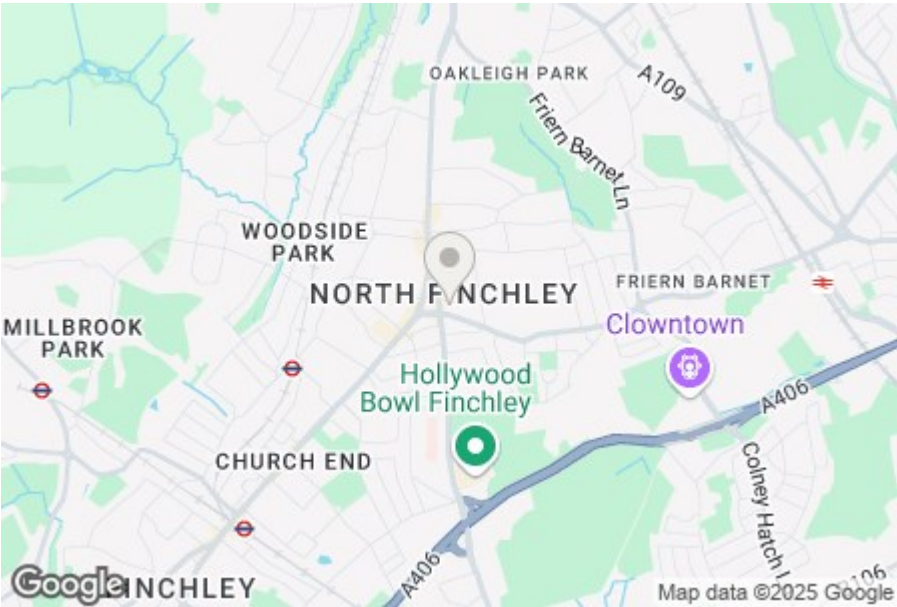 OAKLEIGH PARK
A109
Friern Barnet Ln
WOODSIDE
PARK
NORTH FINCHLEY
FRIERN BARNET
MILLBROOK
PARK
Clowntown
Hollywood
Bowl Finchley
A406
CHURCH END
Colney Hatch L
A406
Google
Map data ©2025 Google